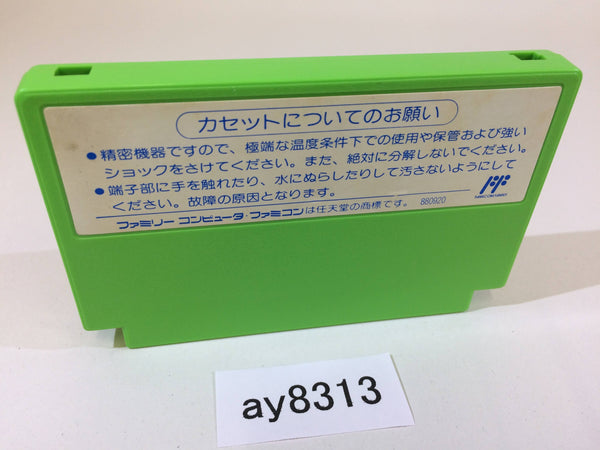 カセットについてのお願い
●精密機器ですので、極端な温度条件下での使用や保管および強い
ショックをさけてください。また、絶対に分解しないでください。
●端子部に手を触れたり、水にぬらしたりして汚さないようにして
ください。故障の原因となります。
ファミリーコンピュータ・ファミコンは任天堂の商標です。 880920
ay8313